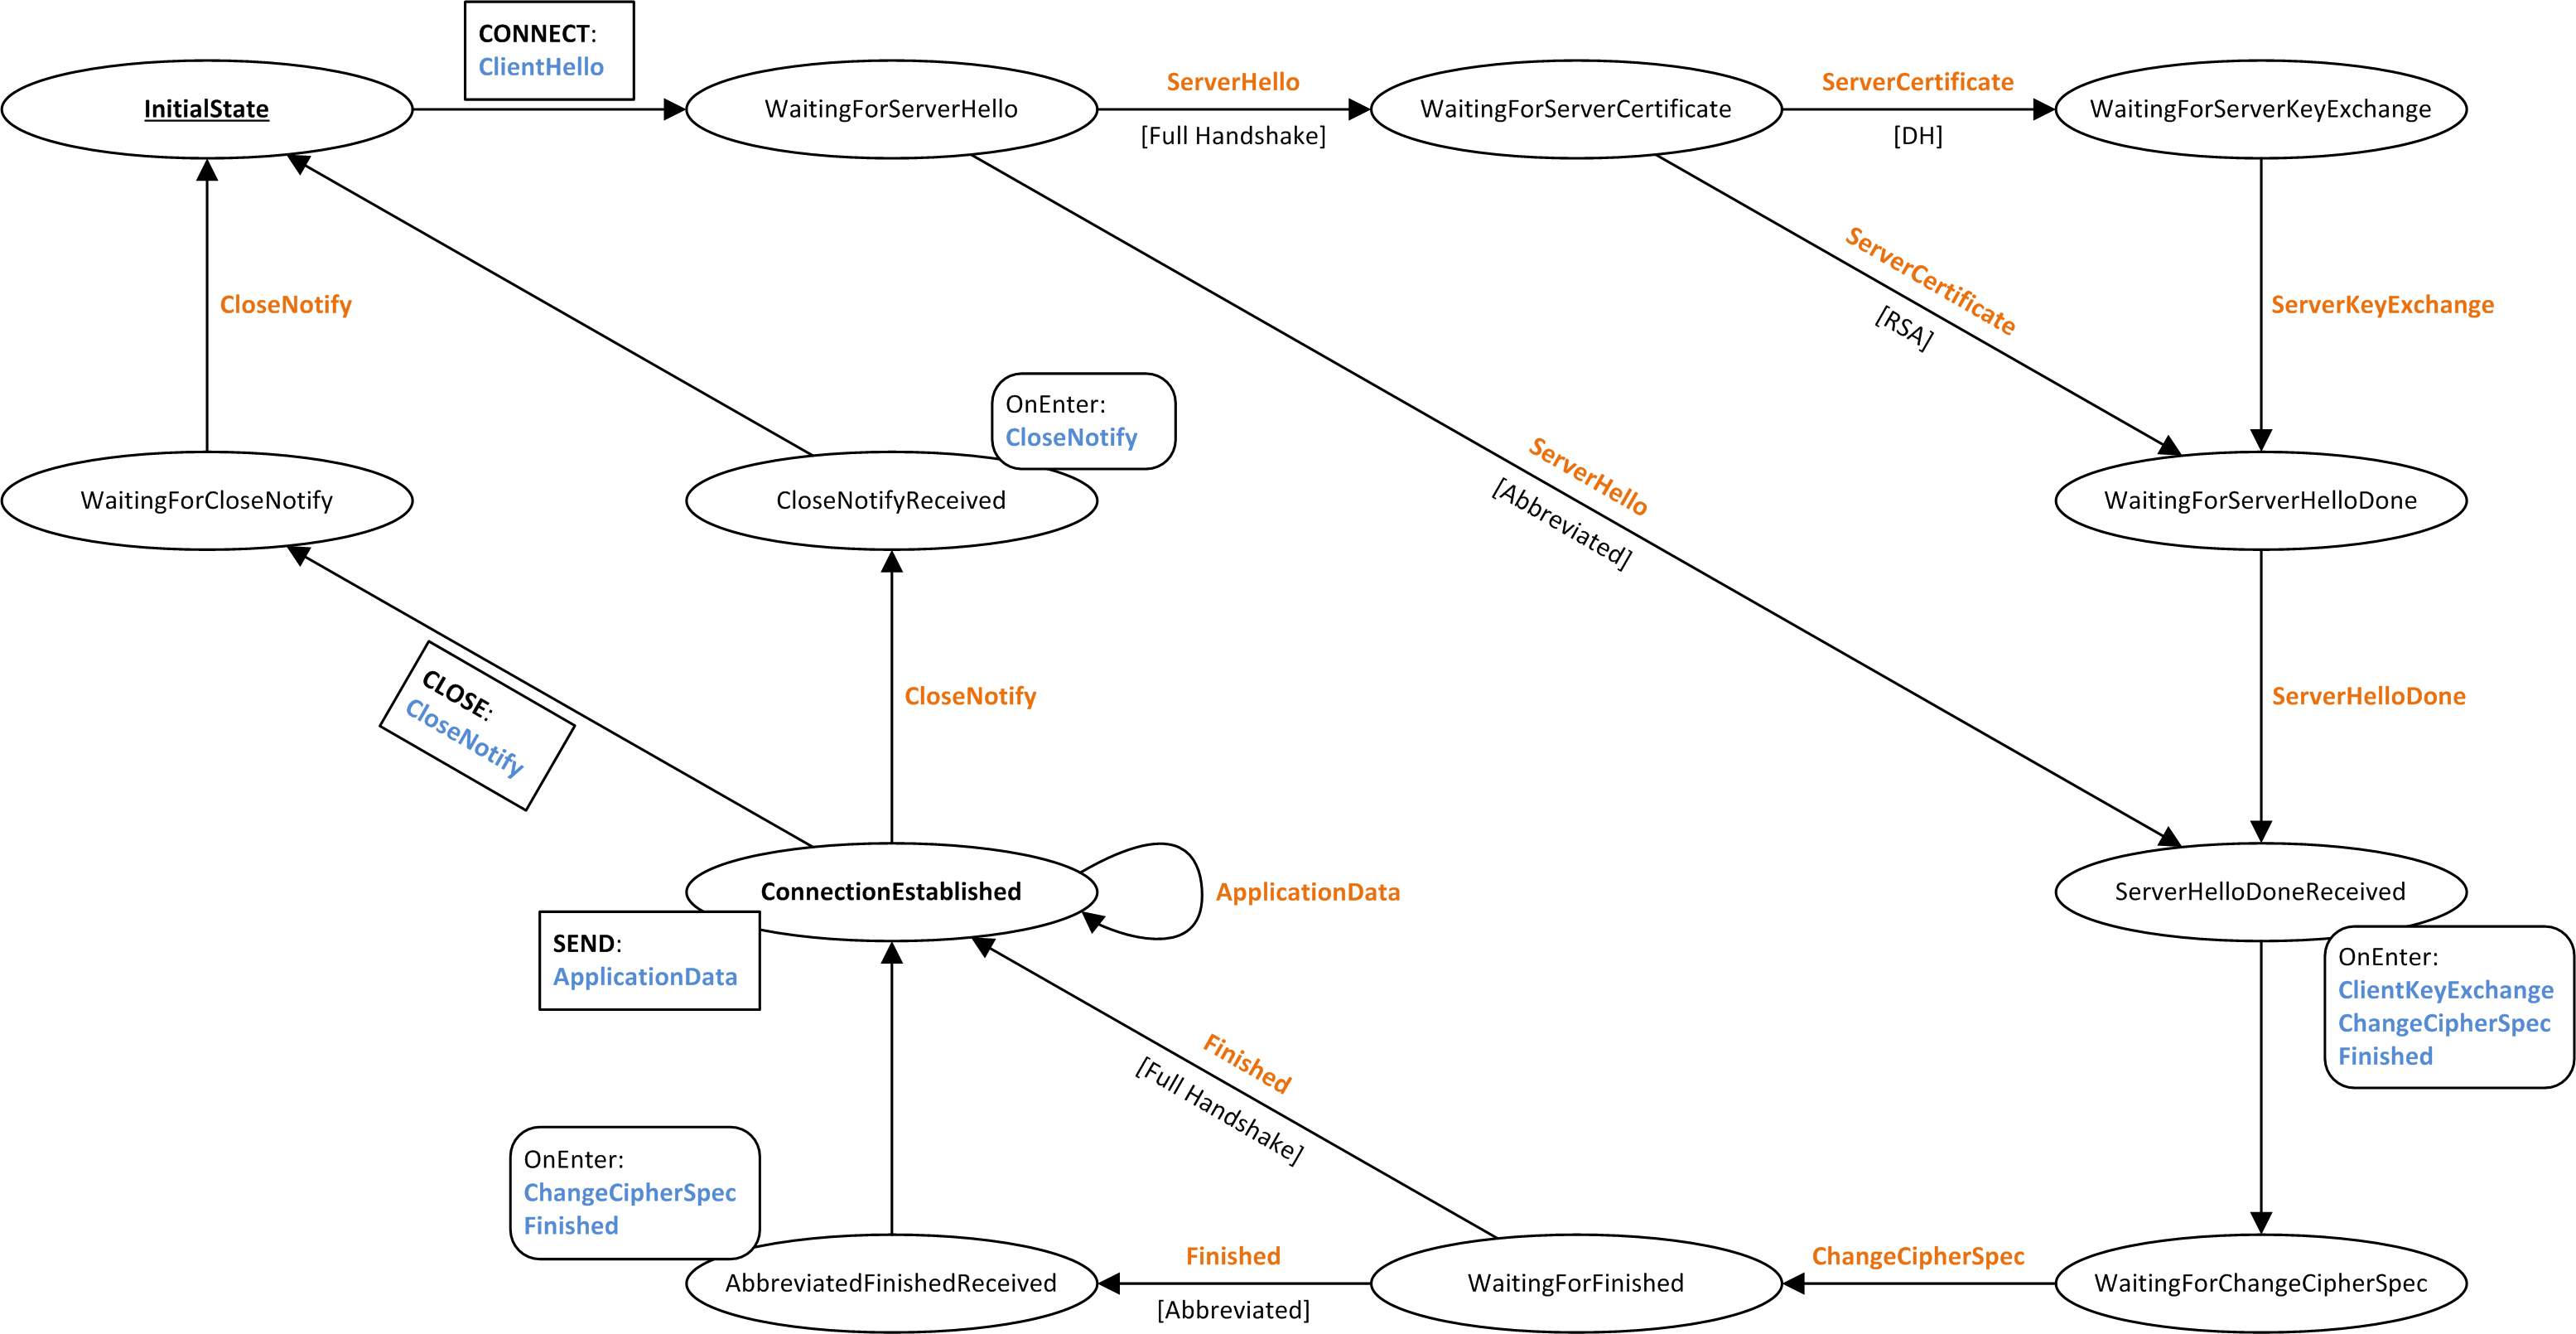 CONNECT:
ClientHello
InitialState
WaitingForServerHello
ServerHello
[Full Handshake]
WaitingForServerCertificate
ServerCertificate
[DH]
WaitingForServerKeyExchange
CloseNotify
ServerCertificate
[RSA]
ServerKeyExchange
OnEnter:
CloseNotify
WaitingForCloseNotify
CloseNotifyReceived
ServerHello
[Abbreviated]
WaitingForServerHelloDone
CLOSE:
CloseNotify
CloseNotify
ServerHelloDone
ConnectionEstablished
ApplicationData
ServerHelloDoneReceived
SEND:
ApplicationData
OnEnter:
ClientKeyExchange
ChangeCipherSpec
Finished
Finished
[Full Handshake]
OnEnter:
ChangeCipherSpec
Finished
AbbreviatedFinishedReceived
Finished
[Abbreviated]
WaitingForFinished
ChangeCipherSpec
WaitingForChangeCipherSpec